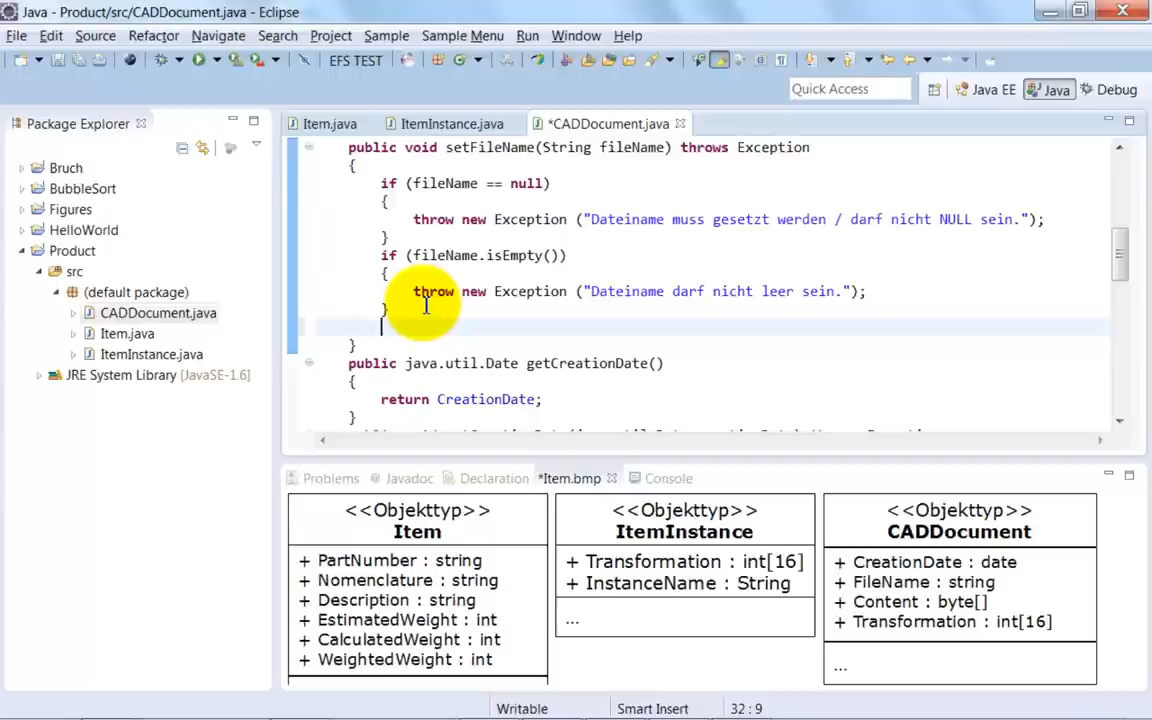 Java - Product/src/CADDocument.java - Eclipse
File Edit Source Refactor Navigate Search Project Sample Sample Menu Run Window Help
EFS TEST
Quick Access Java EE Java Debug
Package Explorer
Bruch
BubbleSort
Figures
HelloWorld
Product
src
(default package)
CADDocument.java
Item.java
ItemInstance.java
JRE System Library [JavaSE-1.6]
Item.java ItemInstance.java *CADDocument.java
public void setFileName(String fileName) throws Exception
{
if (fileName == null)
{
throw new Exception ("Dateiname muss gesetzt werden / darf nicht NULL sein.");
}
if (fileName.isEmpty())
{
throw new Exception ("Dateiname darf nicht leer sein.");
}
}
public java.util.Date getCreationDate()
{
return CreationDate;
}
Problems Javadoc Declaration *Item.bmp Console
<<Objekttyp>>
Item
+ PartNumber : string
+ Nomenclature : string
+ Description : string
+ EstimatedWeight : int
+ CalculatedWeight : int
+ WeightedWeight : int
<<Objekttyp>>
ItemInstance
+ Transformation : int[16]
+ InstanceName : String
...
<<Objekttyp>>
CADDocument
+ CreationDate : date
+ FileName : string
+ Content : byte[]
+ Transformation : int[16]
...
Writable Smart Insert 32 : 9